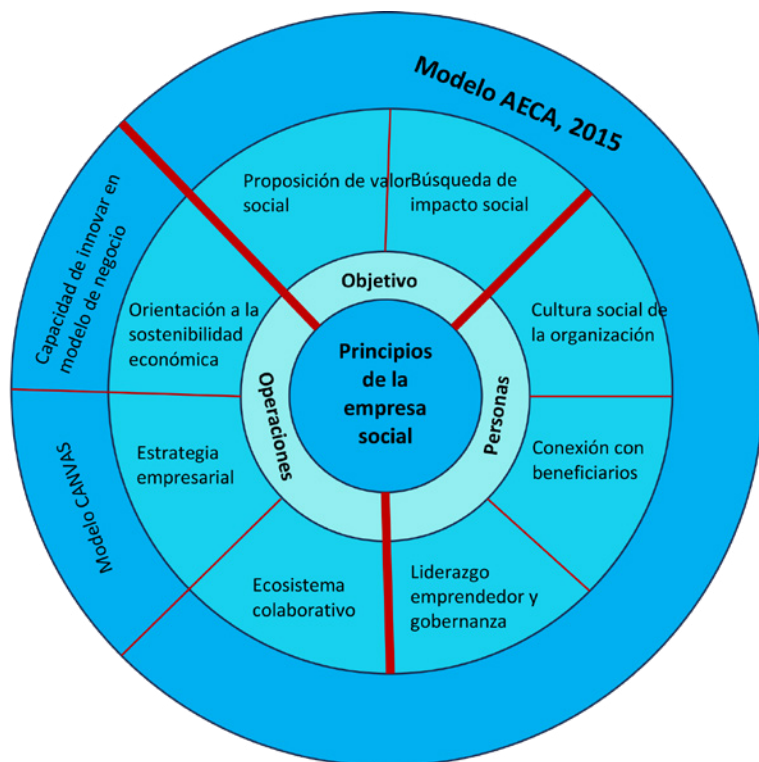 Modelo AECA, 2015
Capacidad de innovar en
modelo de negocio
Modelo CANVAS
Proposición de valor
social
Búsqueda de
impacto social
Cultura social de
la organización
Conexión con
beneficiarios
Liderazgo
emprendedor y
gobernanza
Ecosistema
colaborativo
Estrategia
empresarial
Orientación a la
sostenibilidad
económica
Objetivo
Personas
Operaciones
Principios
de la
empresa
social